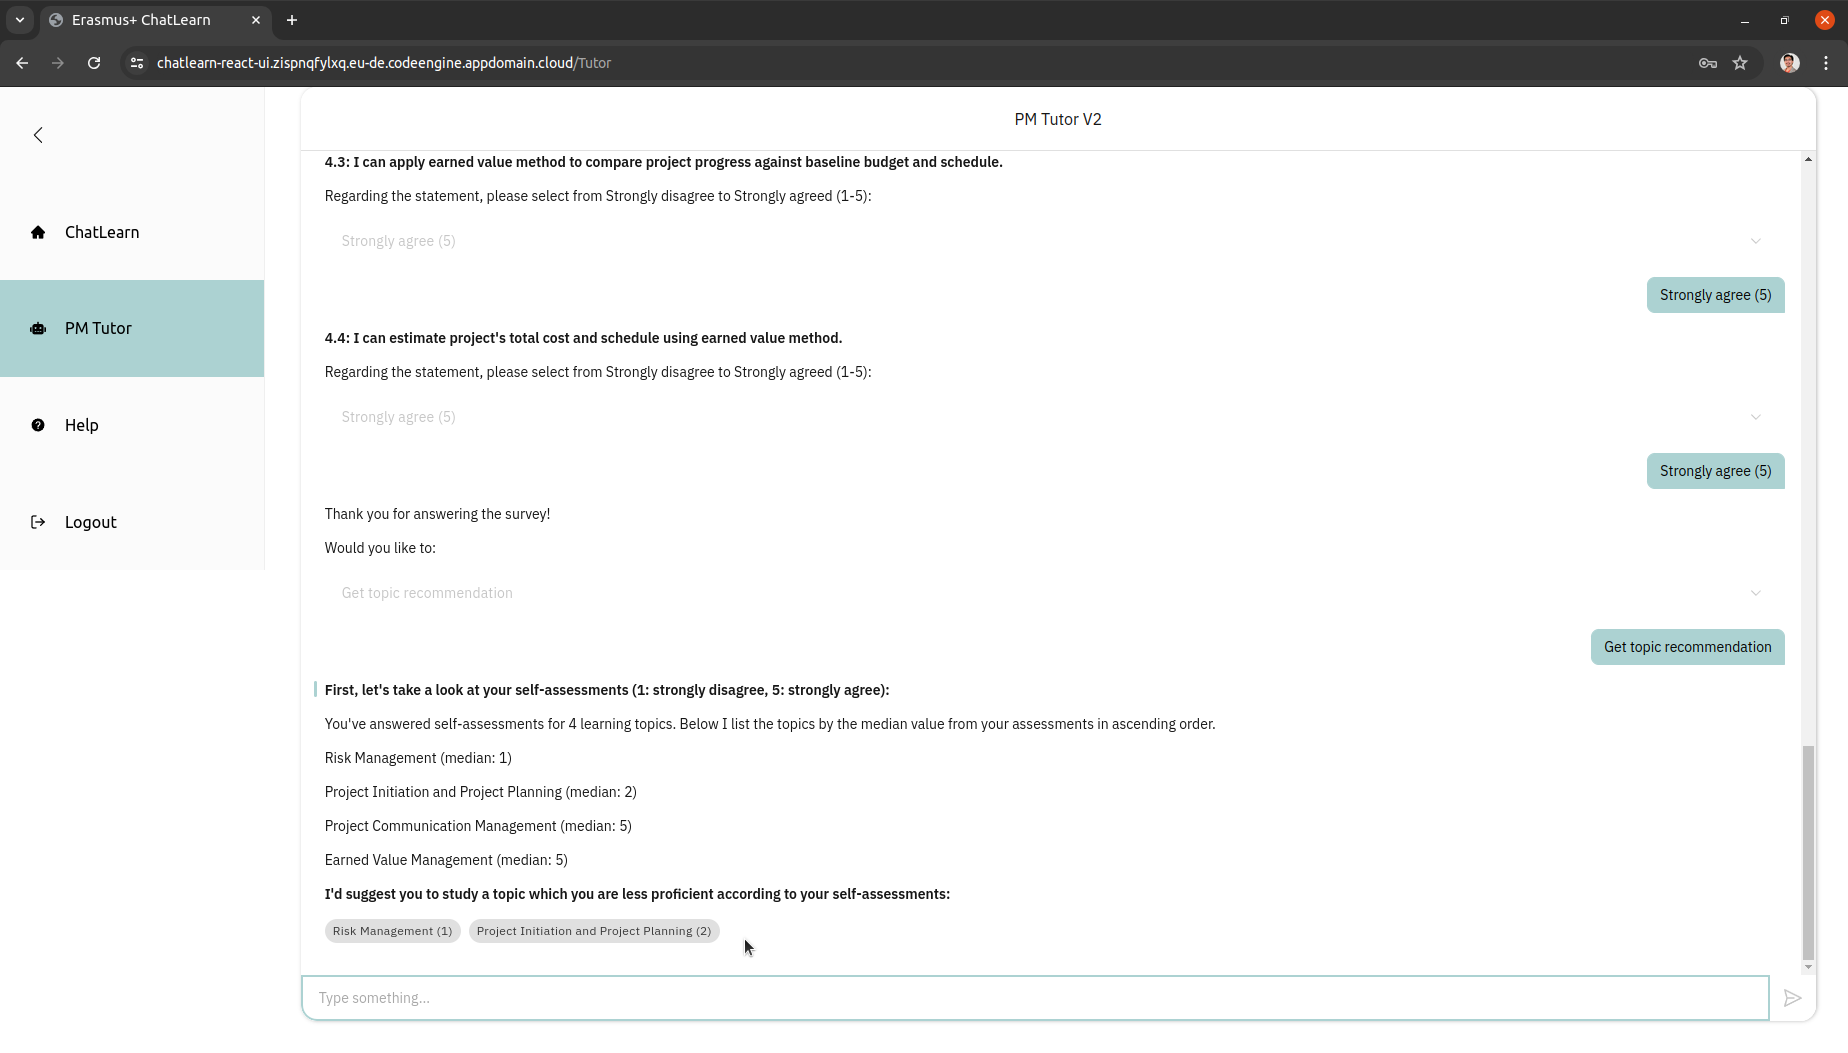 Erasmus+ ChatLearn
chatlearn-react-ui.zispnqfylxq.eu-de.codeengine.appdomain.cloud/Tutor
ChatLearn
PM Tutor
Help
Logout
PM Tutor V2
4.3: I can apply earned value method to compare project progress against baseline budget and schedule.
Regarding the statement, please select from Strongly disagree to Strongly agreed (1-5):
Strongly agree (5)
Strongly agree (5)
4.4: I can estimate project's total cost and schedule using earned value method.
Regarding the statement, please select from Strongly disagree to Strongly agreed (1-5):
Strongly agree (5)
Strongly agree (5)
Thank you for answering the survey!
Would you like to:
Get topic recommendation
Get topic recommendation
First, let's take a look at your self-assessments (1: strongly disagree, 5: strongly agree):
You've answered self-assessments for 4 learning topics. Below I list the topics by the median value from your assessments in ascending order.
Risk Management (median: 1)
Project Initiation and Project Planning (median: 2)
Project Communication Management (median: 5)
Earned Value Management (median: 5)
I'd suggest you to study a topic which you are less proficient according to your self-assessments:
Risk Management (1) Project Initiation and Project Planning (2)
Type something...